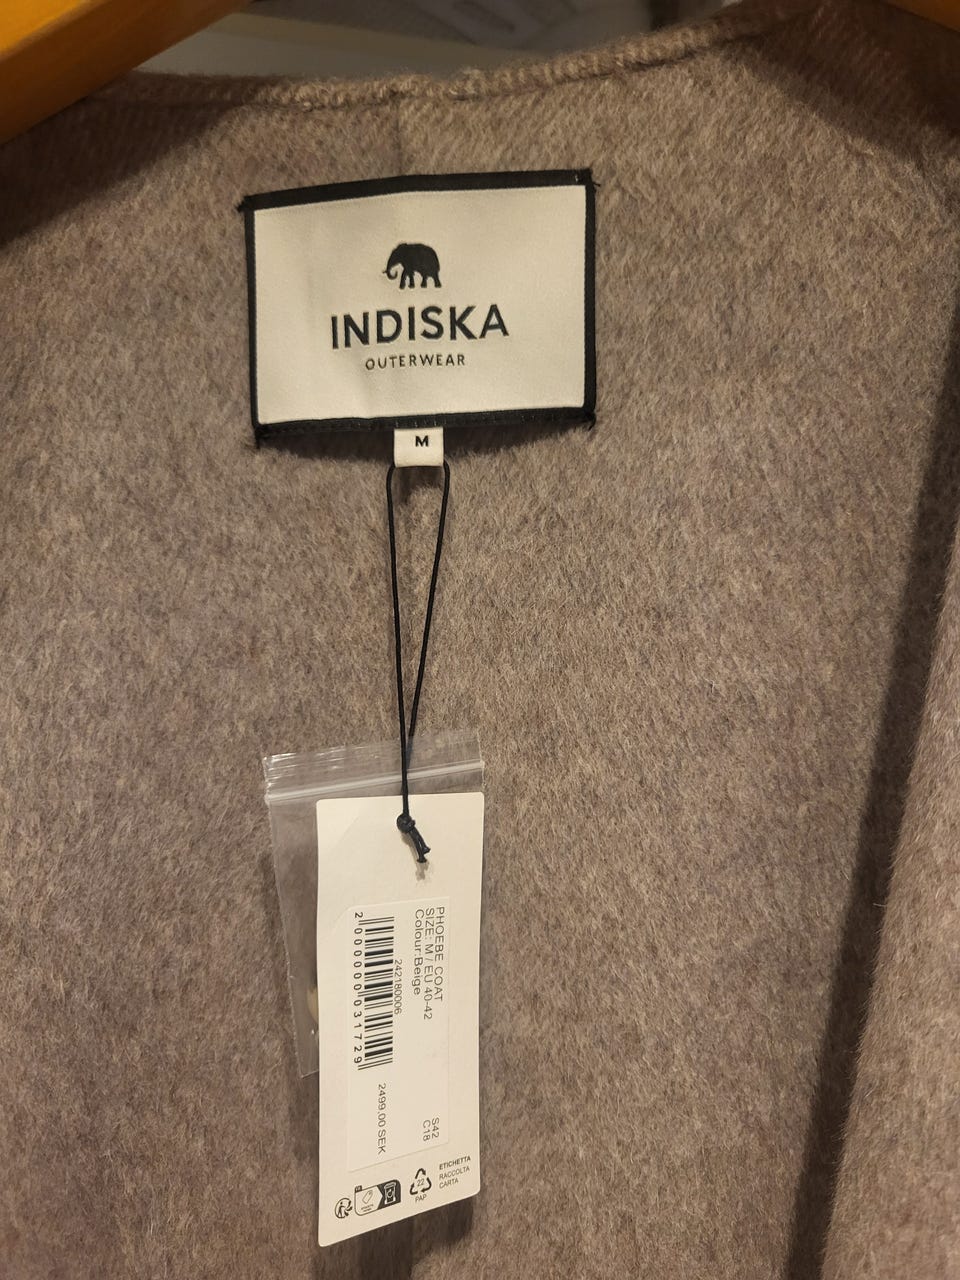 INDISKA
OUTERWEAR
M
PHOEBE COAT
SIZE: M / EU 40-42
Colour:Beige
242180006
2000000031729
S42
C18
2499.00 SEK
ETICHETTA
RACCOLTA
CARTA
22
PAP